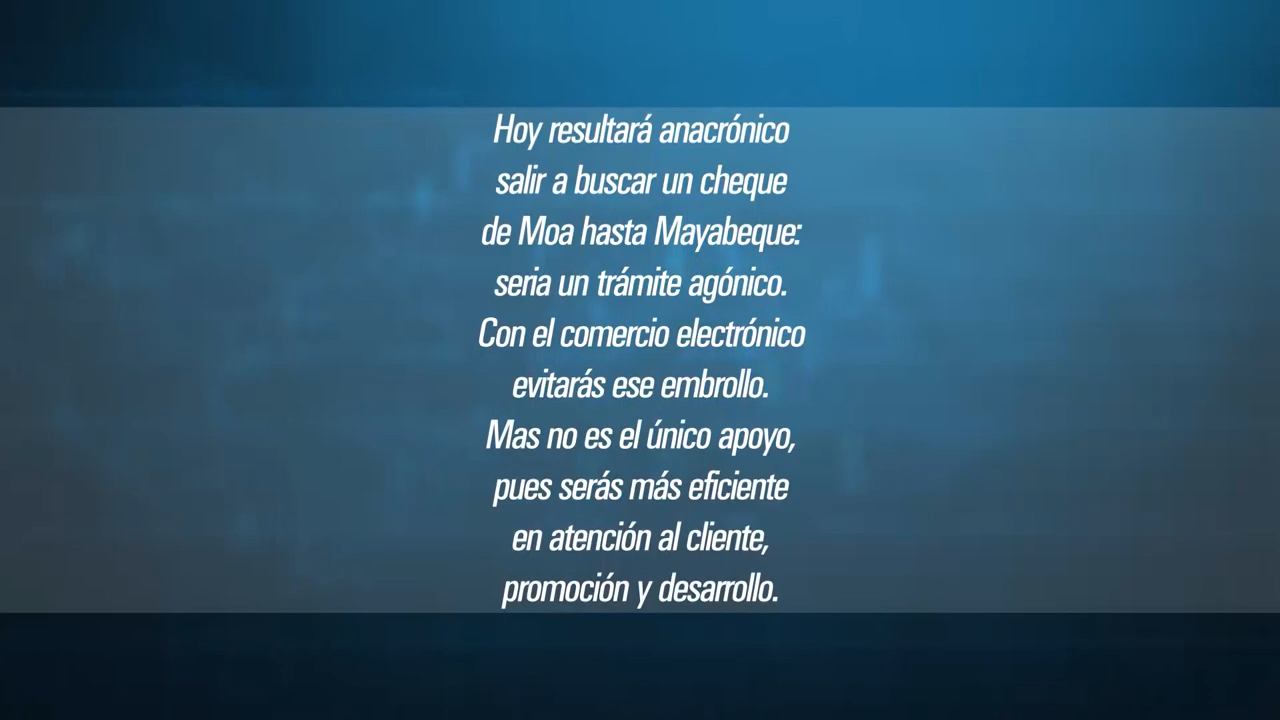 Hoy resultará anacrónico
salir a buscar un cheque
de Moa hasta Mayabeque:
seria un trámite agónico.
Con el comercio electrónico
evitarás ese embrollo.
Mas no es el único apoyo,
pues serás más eficiente
en atención al cliente,
promoción y desarrollo.